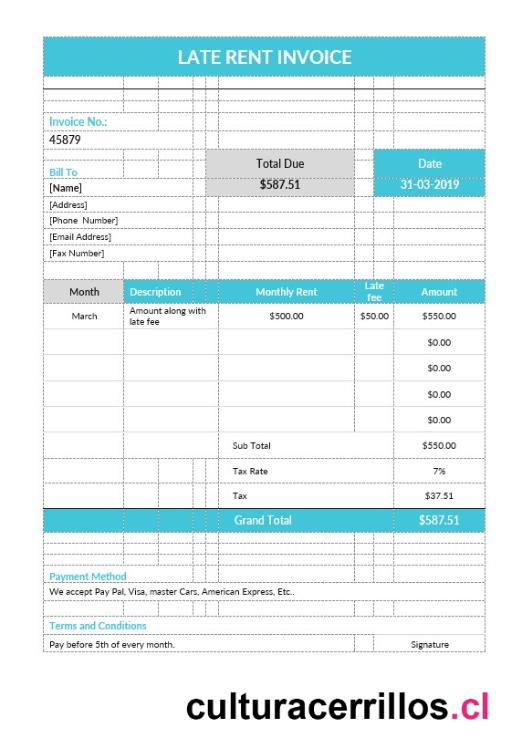 LATE RENT INVOICE
Invoice No.:
45879
Total Due
Date
Bill To
$587.51
31-03-2019
[Name]
[Address]
[Phone Number]
[Email Address]
[Fax Number]
Month Description Monthly Rent Late fee Amount
March Amount along with late fee $500.00 $50.00 $550.00
$0.00
$0.00
$0.00
$0.00
Sub Total $550.00
Tax Rate 7%
Tax $37.51
Grand Total $587.51
Payment Method
We accept Pay Pal, Visa, master Cars, American Express, Etc..
Terms and Conditions
Pay before 5th of every month. Signature
culturacerrillos.cl